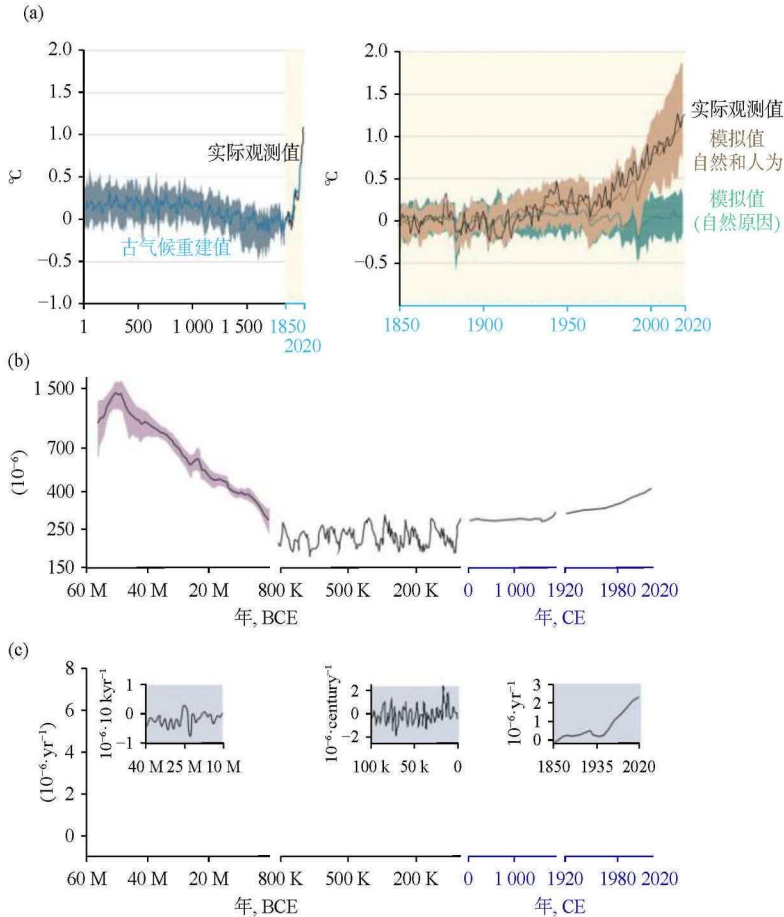 (a)
2.0
1.5
1.0
0.5
0
−0.5
−1.0
℃
实际观测值
古气候重建值
1
500
1 000
1 500
1850
2020
2.0
1.5
1.0
0.5
0
−0.5
℃
实际观测值
模拟值
自然和人为
模拟值
(自然原因)
1850
1900
1950
2000
2020
(b)
1 500
700
400
250
150
(10⁻⁶)
60 M
40 M
20 M
800 K
500 K
200 K
0
1 000
1920
1980
2020
年, BCE
年, CE
(c)
8
6
4
2
8
0
(10⁻⁶·yr⁻¹)
1
0
−1
10⁻⁶·10 kyr⁻¹
40 M
25 M
10 M
2
0
−2
10⁻⁶·century⁻¹
100 k
50 k
0
3
2
1
0
10⁻⁶·yr⁻¹
1850
1935
2020
60 M
40 M
20 M
800 K
500 K
200 K
0
1 000
1920
1980
2020
年, BCE
年, CE